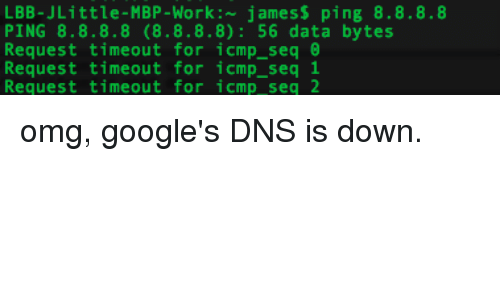 LBB-JLittle-MBP-Work:~ james$ ping 8.8.8.8
PING 8.8.8.8 (8.8.8.8): 56 data bytes
Request timeout for icmp_seq 0
Request timeout for icmp_seq 1
Request timeout for icmp_seq 2
omg, google's DNS is down.